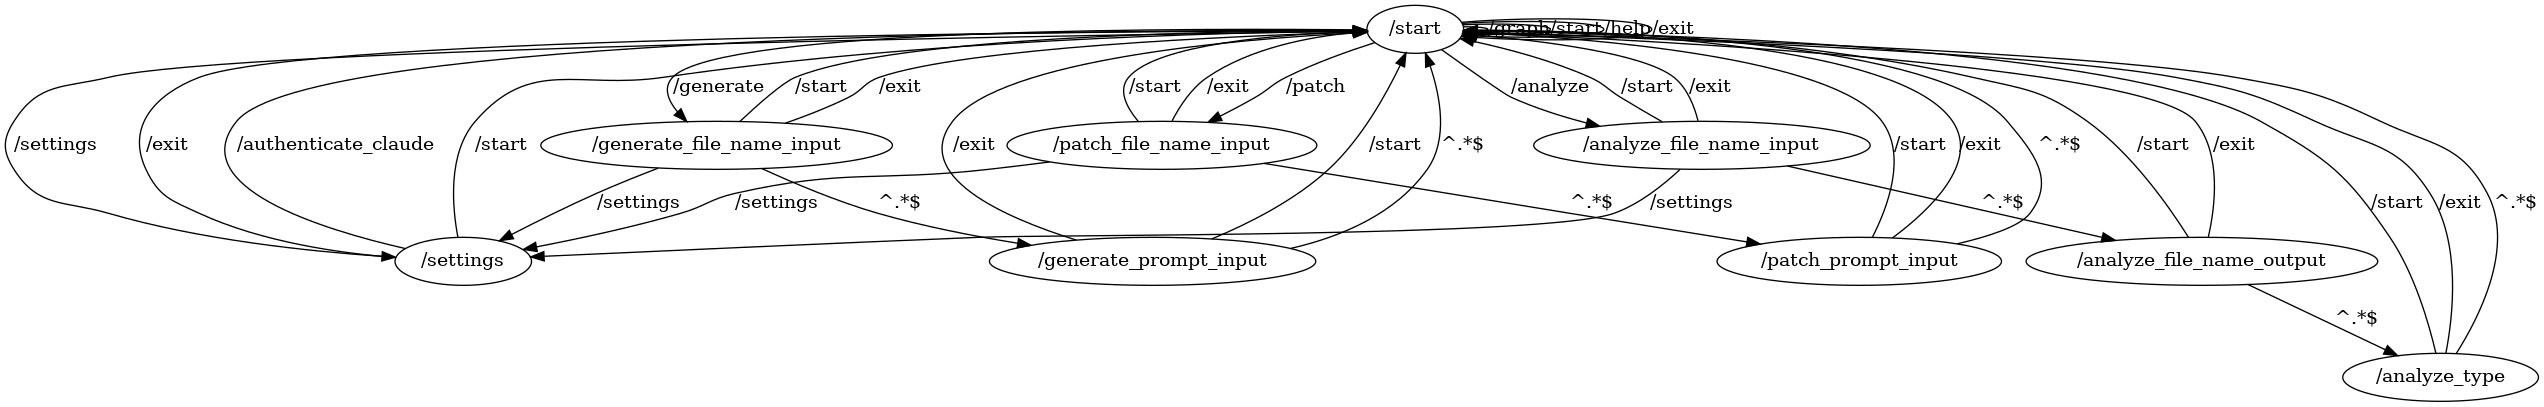 /start
/graph
/start
/help
/exit
/generate
/start
/exit
/start
/exit
/patch
/analyze
/start
/exit
/settings
/exit
/authenticate_claude
/start
/generate_file_name_input
/exit
/patch_file_name_input
/start
^.*$
/analyze_file_name_input
/start
/exit
^.*$
/start
/exit
/settings
/settings
^.*$
^.*$
/settings
^.*$
/start
/exit
^.*$
/settings
/generate_prompt_input
/patch_prompt_input
/analyze_file_name_output
^.*$
/analyze_type